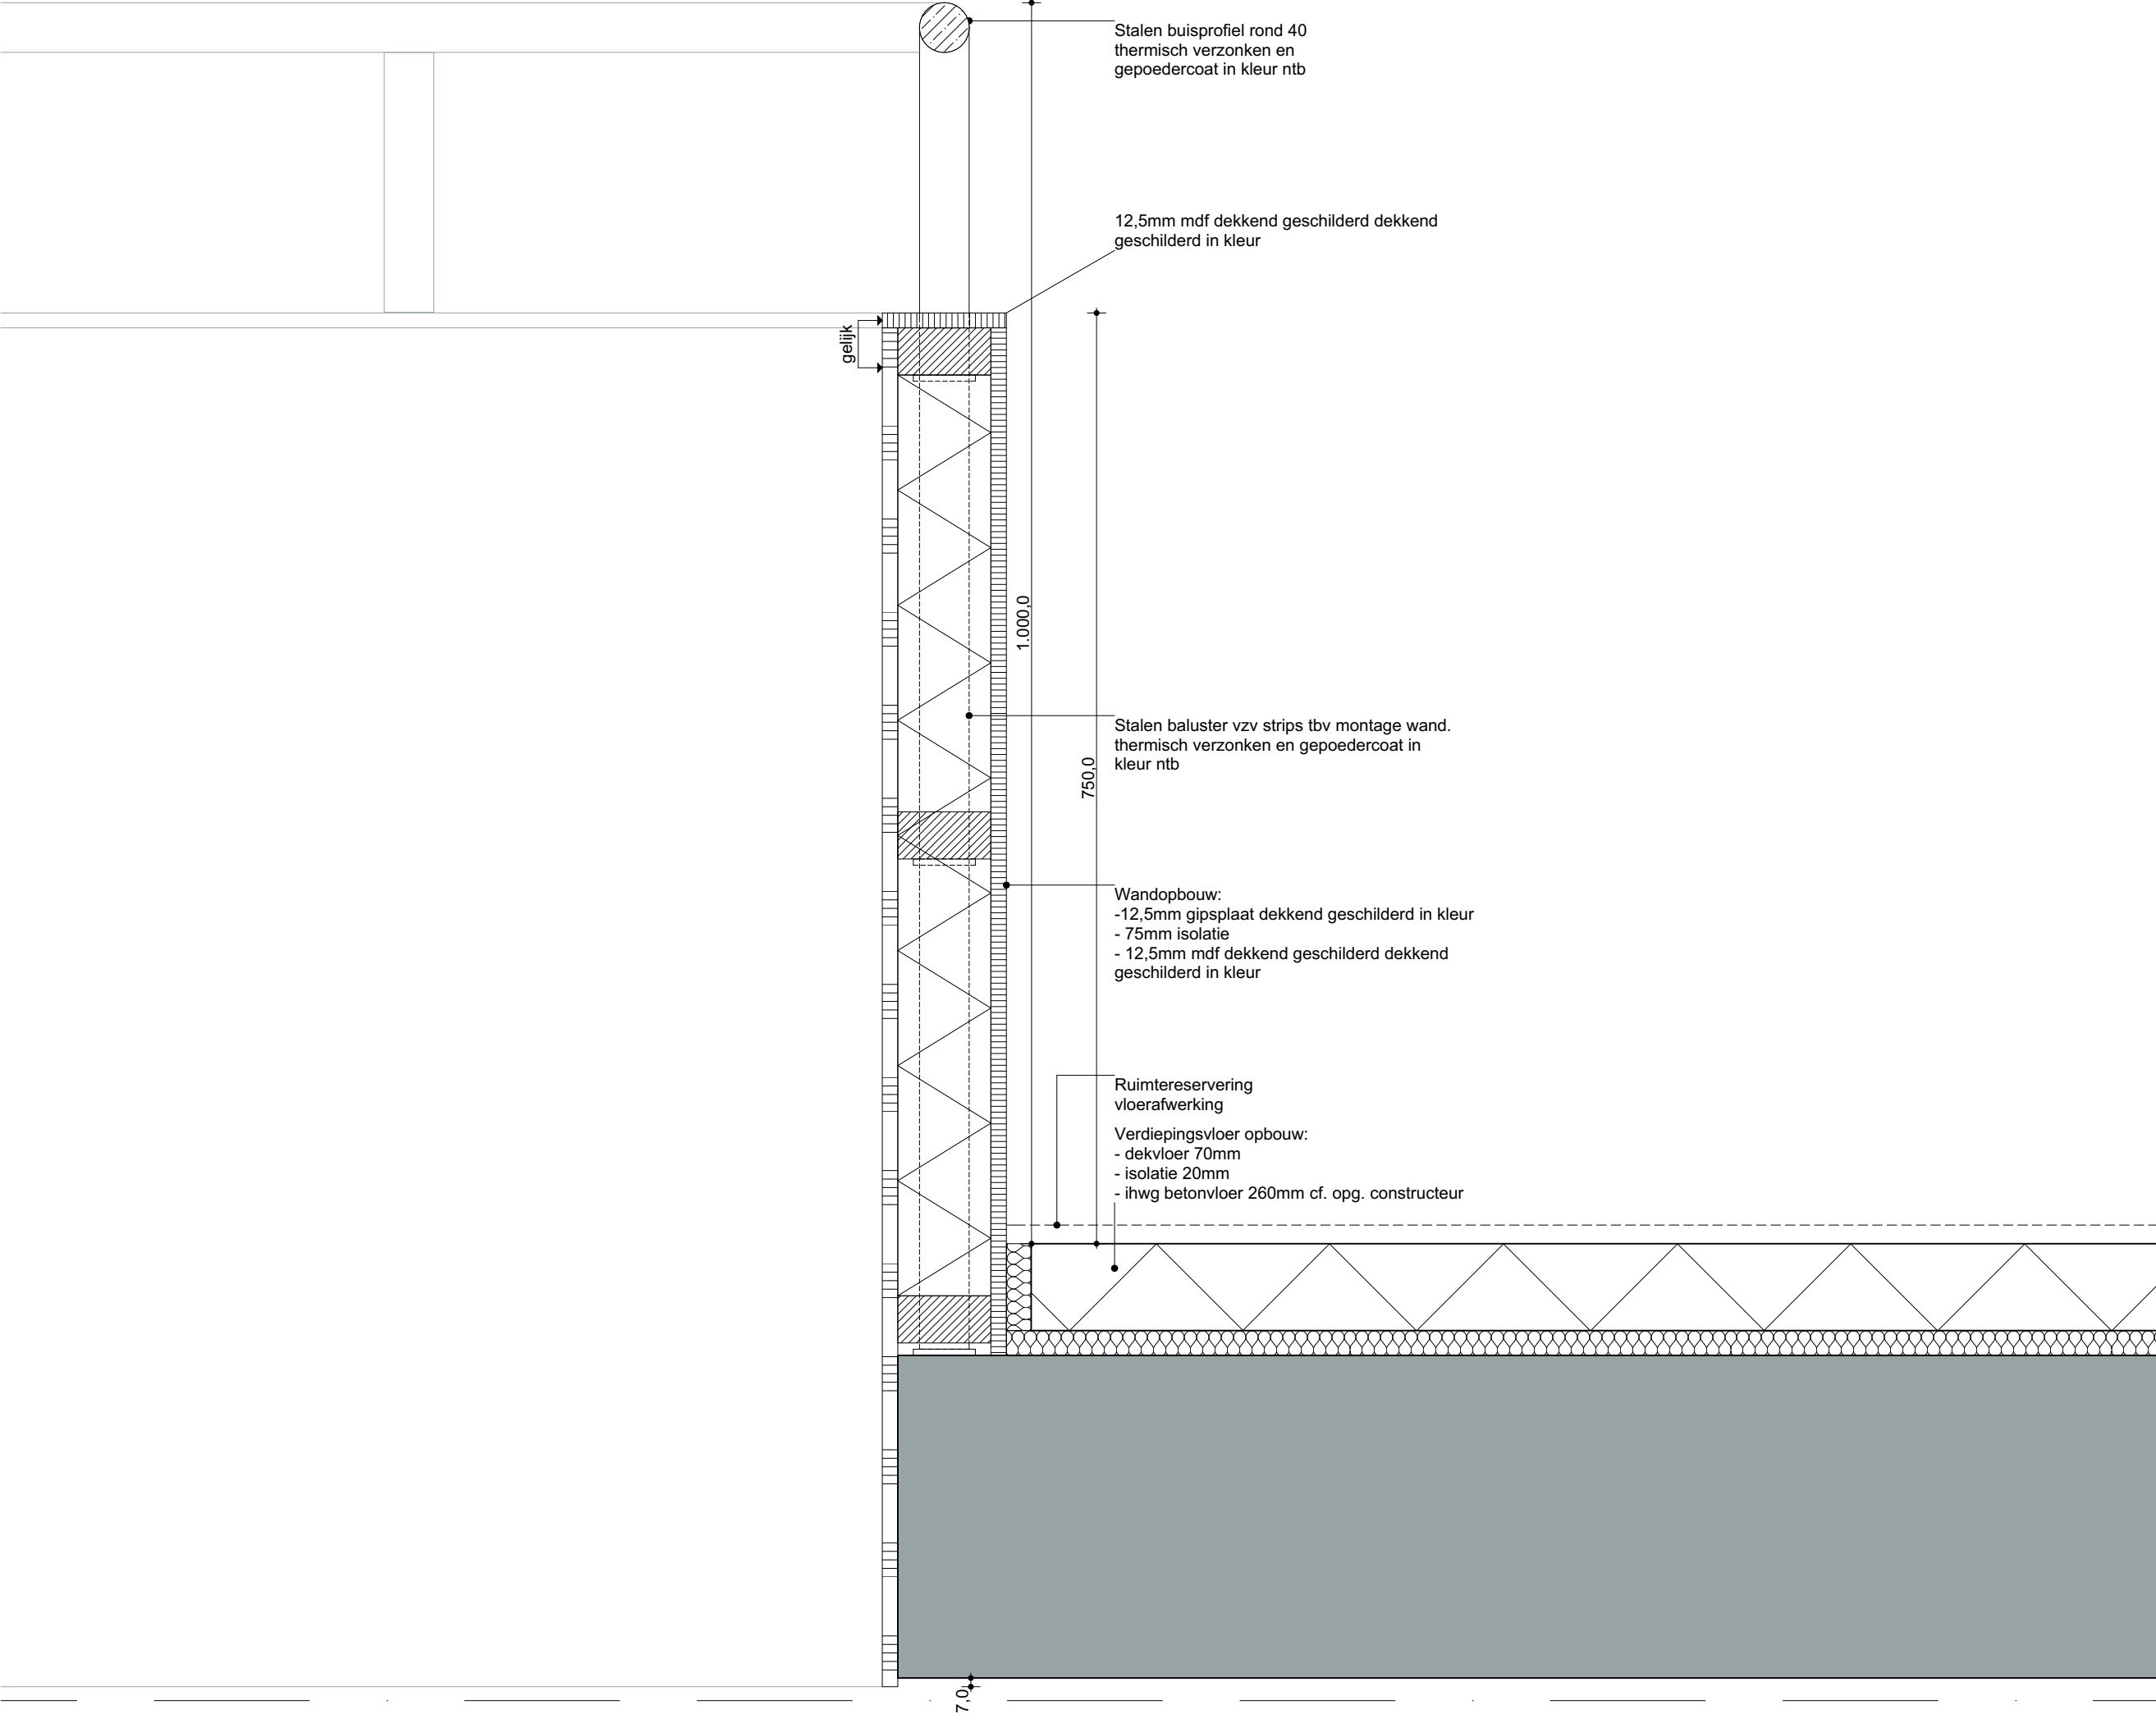 Stalen buisprofiel rond 40
thermisch verzonken en
gepoedercoat in kleur ntb
12,5mm mdf dekkend geschilderd dekkend
geschilderd in kleur
gelijk
1.000,0
Stalen baluster vzv strips tbv montage wand.
thermisch verzonken en gepoedercoat in
kleur ntb
750,0
Wandopbouw:
-12,5mm gipsplaat dekkend geschilderd in kleur
- 75mm isolatie
- 12,5mm mdf dekkend geschilderd dekkend
geschilderd in kleur
Ruimtereservering
vloerafwerking
Verdiepingsvloer opbouw:
- dekvloer 70mm
- isolatie 20mm
- ihwg betonvloer 260mm cf. opg. constructeur
7,0